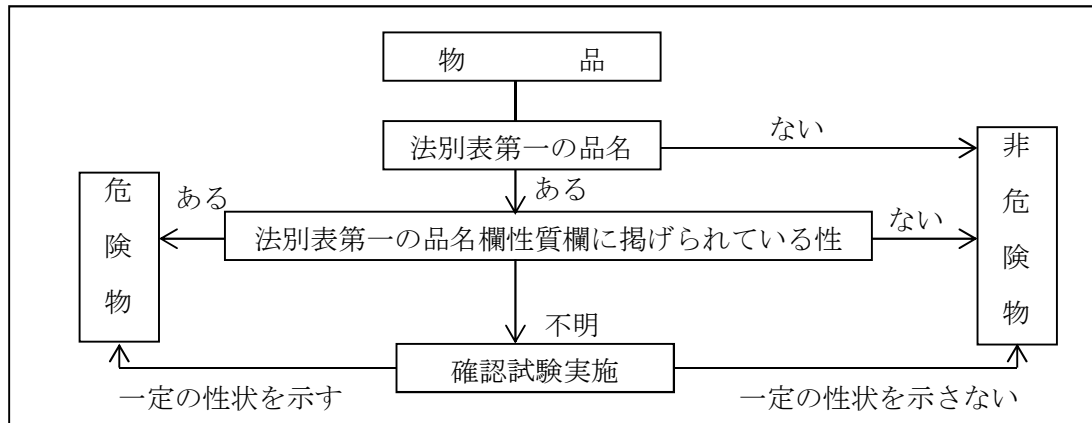 物　　　品
法別表第一の品名
ない
ある
危険物
ある
法別表第一の品名欄性質欄に掲げられている性
ない
非危険物
不明
確認試験実施
一定の性状を示す
一定の性状を示さない